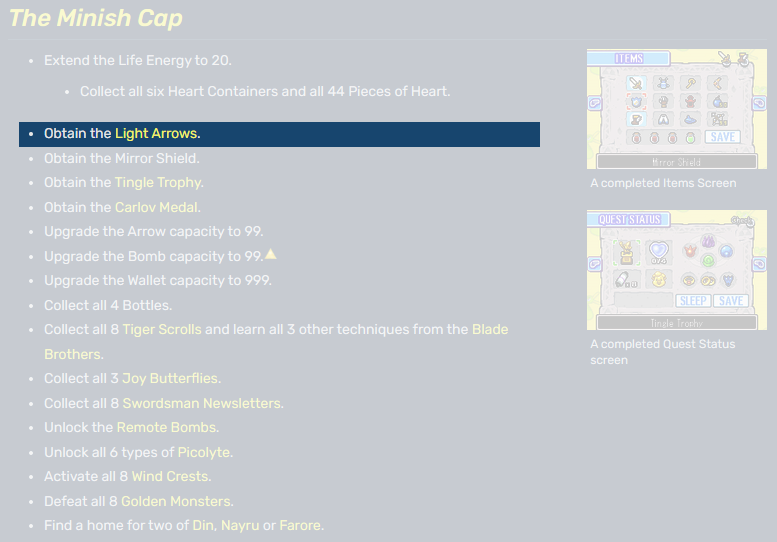 The Minish Cap
Extend the Life Energy to 20.
Collect all six Heart Containers and all 44 Pieces of Heart.
Obtain the Light Arrows.
Obtain the Mirror Shield.
Obtain the Tingle Trophy.
Obtain the Carlov Medal.
Upgrade the Arrow capacity to 99.
Upgrade the Bomb capacity to 99.
Upgrade the Wallet capacity to 999.
Collect all 4 Bottles.
Collect all 8 Tiger Scrolls and learn all 3 other techniques from the Blade
Brothers.
Collect all 3 Joy Butterflies.
Collect all 8 Swordsman Newsletters.
Unlock the Remote Bombs.
Unlock all 6 types of Picolyte.
Activate all 8 Wind Crests.
Defeat all 8 Golden Monsters.
Find a home for two of Din, Nayru or Farore.
ITEMS
SAVE
Mirror Shield
A completed Items Screen
QUEST STATUS
SLEEP SAVE
Tingle Trophy
A completed Quest Status
screen